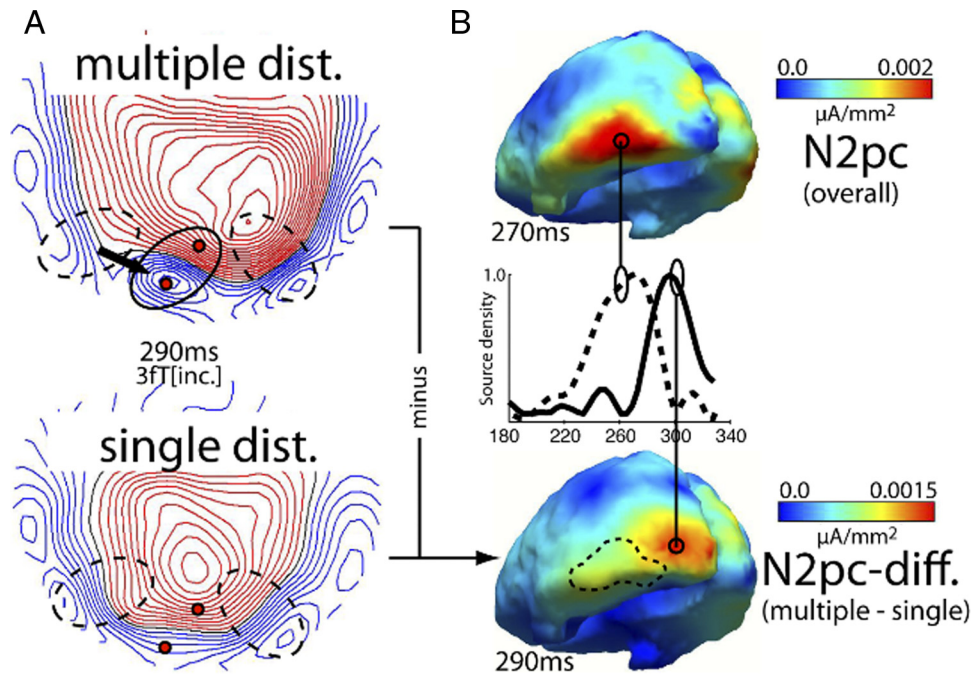 A
multiple dist.
290ms
3fT[inc.]
single dist.
minus
B
0.0 0.002
µA/mm2
N2pc
(overall)
270ms
1.0
Source density
180 220 260 300 340
0.0 0.0015
µA/mm2
N2pc-diff.
(multiple - single)
290ms